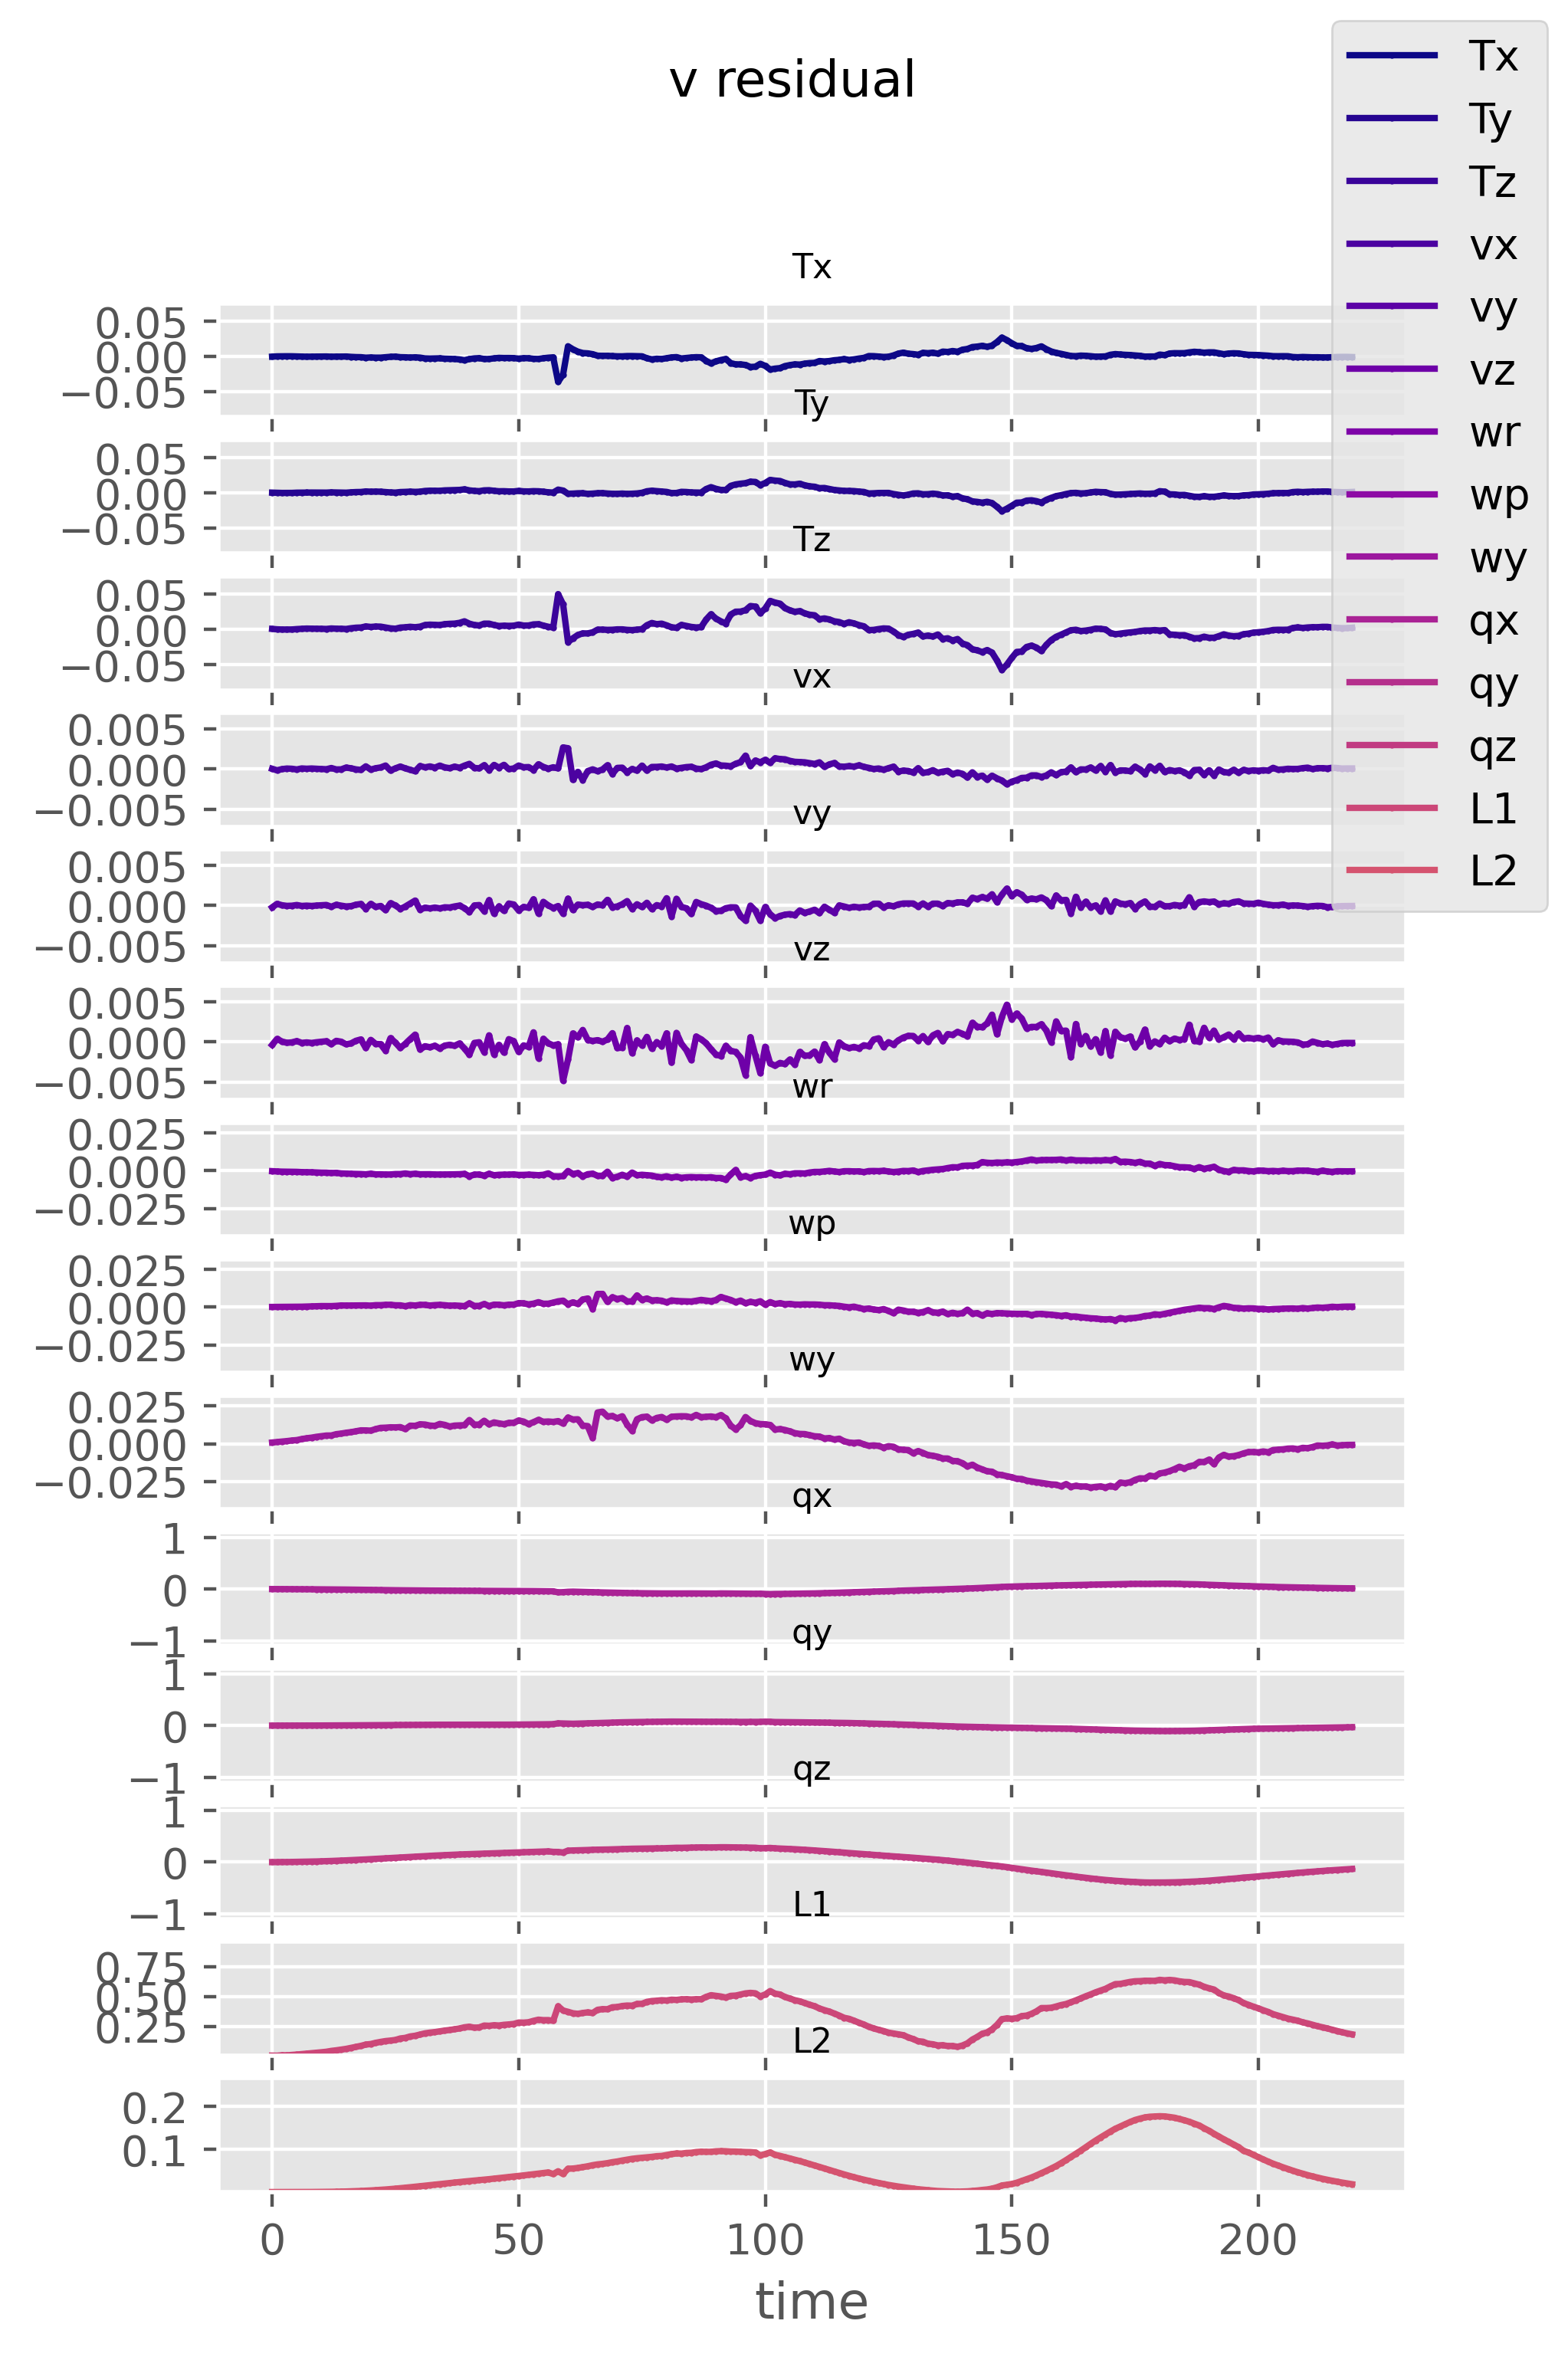 v residual
Tx
Ty
Tz
vx
vy
vz
wr
wp
wy
qx
qy
qz
L1
L2
Tx
0.05
0.00
−0.05
Ty
0.05
0.00
−0.05
Tz
0.05
0.00
−0.05
vx
0.005
0.000
−0.005
vy
0.005
0.000
−0.005
vz
0.005
0.000
−0.005
wr
0.025
0.000
−0.025
wp
0.025
0.000
−0.025
wy
0.025
0.000
−0.025
qx
1
0
−1
qy
1
0
−1
qz
1
0
−1
L1
0.75
0.50
0.25
L2
0.2
0.1
0 50 100 150 200
time